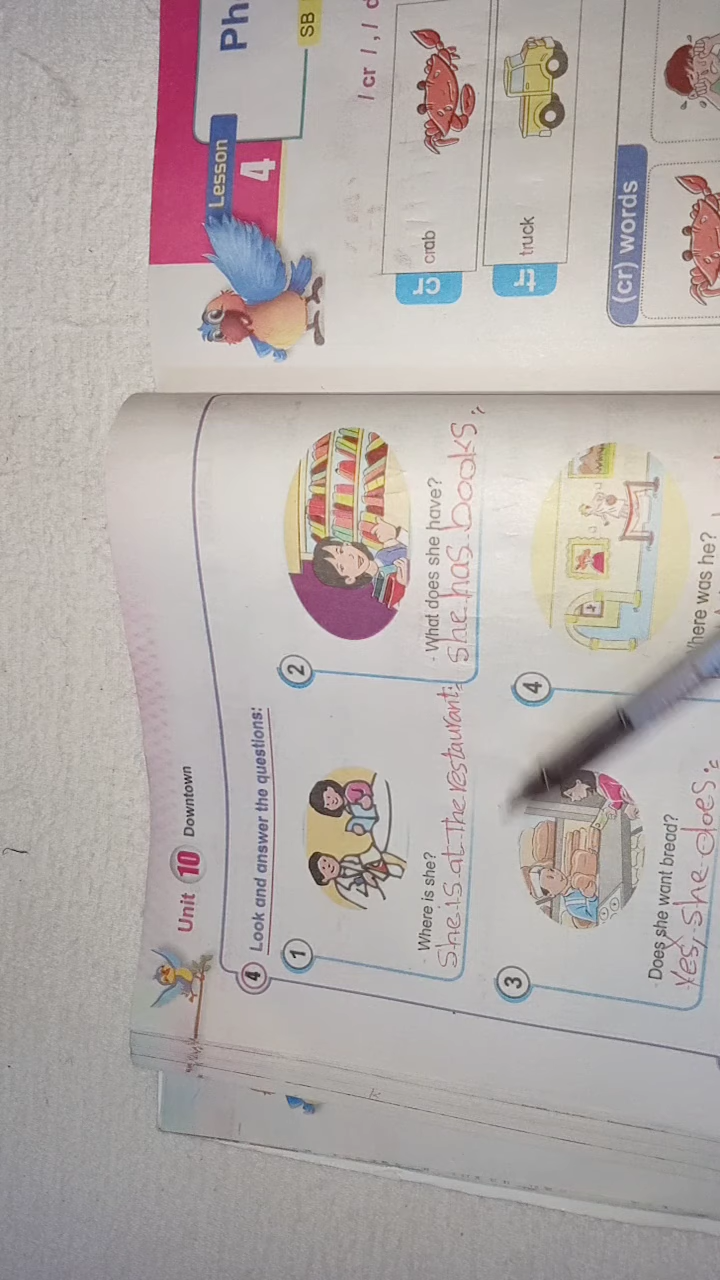 Unit 10 Downtown
4 Look and answer the questions:
1
- Where is she?
She is at the restaurant.
2
- What does she have?
She has books.
3
- Does she want bread?
Yes, she does.
4
here was he?
Lesson
4
Ph
SB
/ cr / , /
cr crab
tr truck
(cr) words